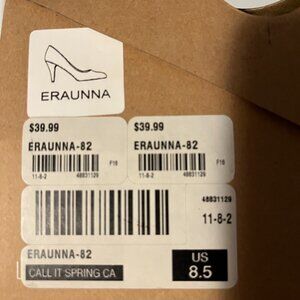 ERAUNNA
$39.99
ERAUNNA-82
F16
11-8-2 48831129
$39.99
ERAUNNA-82
F16
11-8-2 48831129
48831129
11-8-2
ERAUNNA-82
CALL IT SPRING CA
US
8.5